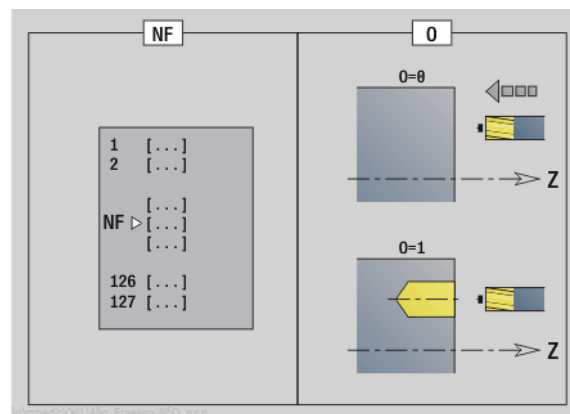 NF
1 [...]
2 [...]
[...]
NF [...]
[...]
126 [...]
127 [...]
O
O=0
Z
O=1
Z